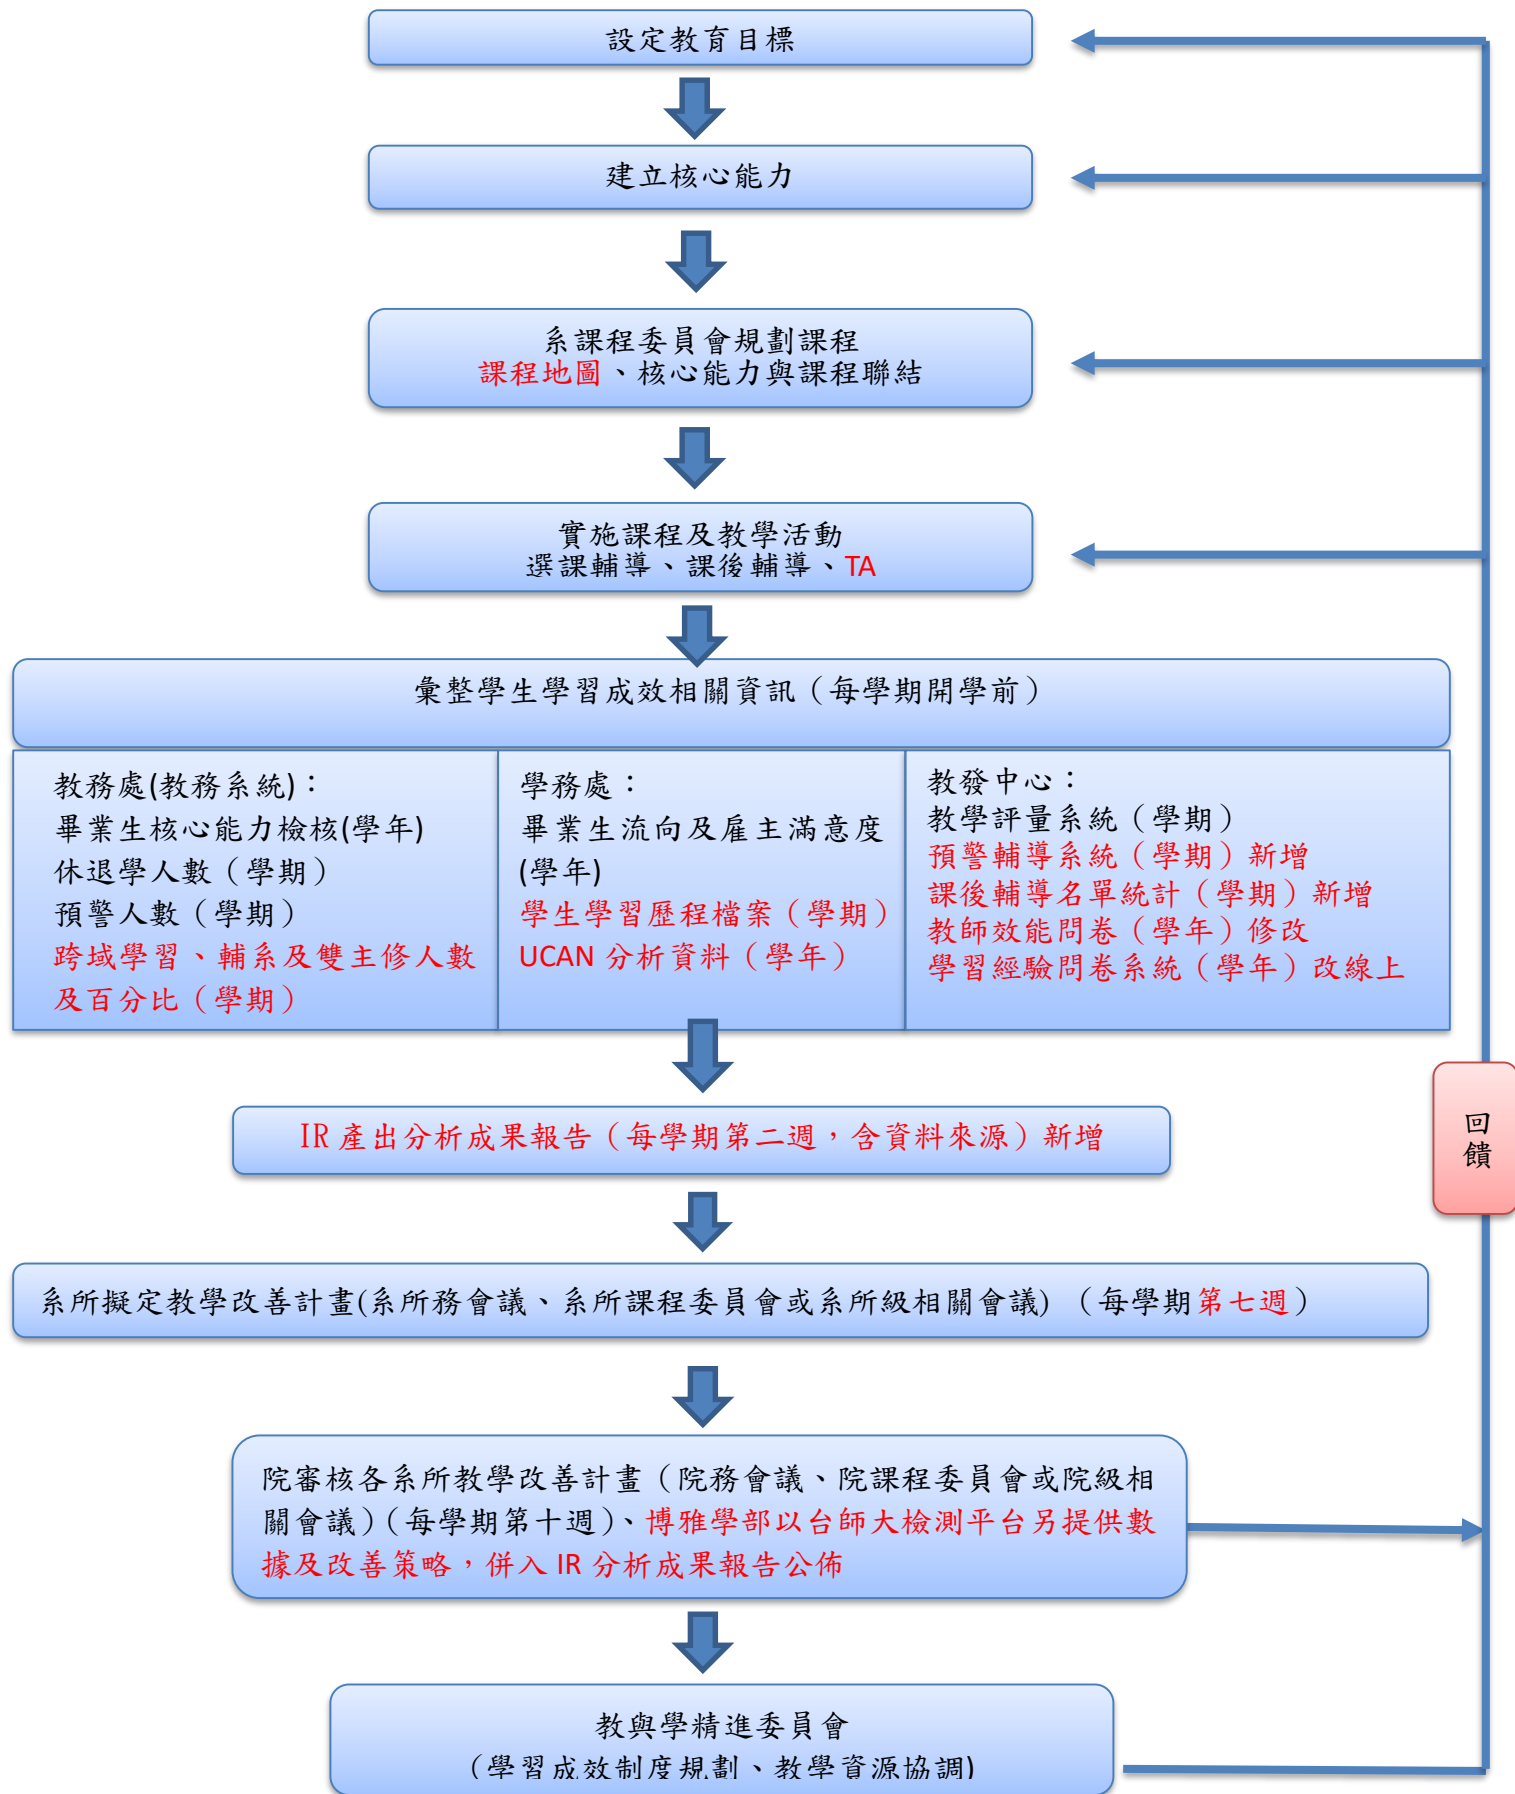 設定教育目標
建立核心能力
系課程委員會規劃課程
課程地圖、核心能力與課程聯結
實施課程及教學活動
選課輔導、課後輔導、TA
彙整學生學習成效相關資訊（每學期開學前）
教務處(教務系統)：
畢業生核心能力檢核(學年)
休退學人數（學期）
預警人數（學期）
跨域學習、輔系及雙主修人數
及百分比（學期）
學務處：
畢業生流向及雇主滿意度
(學年)
學生學習歷程檔案（學期）
UCAN 分析資料（學年）
教發中心：
教學評量系統（學期）
預警輔導系統（學期）新增
課後輔導名單統計（學期）新增
教師效能問卷（學年）修改
學習經驗問卷系統（學年）改線上
IR 產出分析成果報告（每學期第二週，含資料來源）新增
回
饋
系所擬定教學改善計畫(系所務會議、系所課程委員會或系所級相關會議) （每學期第七週）
院審核各系所教學改善計畫（院務會議、院課程委員會或院級相
關會議）（每學期第十週）、博雅學部以台師大檢測平台另提供數
據及改善策略，併入 IR 分析成果報告公佈
教與學精進委員會
（學習成效制度規劃、教學資源協調)